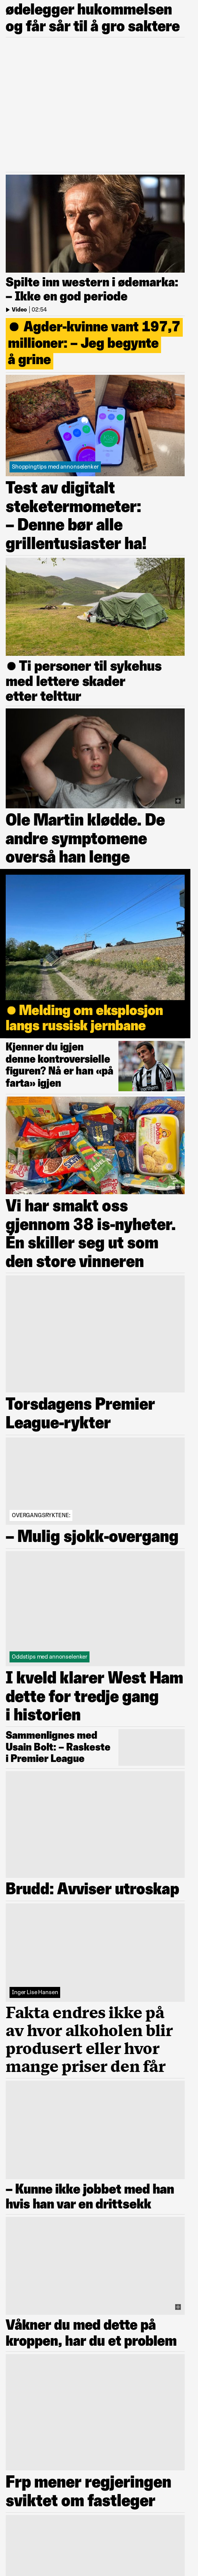 ødelegger hukommelsen
og får sår til å gro saktere
Spilte inn western i ødemarka:
– Ikke en god periode
Video | 02:54
Agder-kvinne vant 197,7
millioner: – Jeg begynte
å grine
Shoppingtips med annonselenker
Test av digitalt
steketermometer:
– Denne bør alle
grillentusiaster ha!
Ti personer til sykehus
med lettere skader
etter telttur
Ole Martin klødde. De
andre symptomene
overså han lenge
Melding om eksplosjon
langs russisk jernbane
Kjenner du igjen
denne kontroversielle
figuren? Nå er han «på
farta» igjen
Vi har smakt oss
gjennom 38 is-nyheter.
Én skiller seg ut som
den store vinneren
Torsdagens Premier
League-rykter
OVERGANGSRYKTENE:
– Mulig sjokk-overgang
Oddstips med annonselenker
I kveld klarer West Ham
dette for tredje gang
i historien
Sammenlignes med
Usain Bolt: – Raskeste
i Premier League
Brudd: Avviser utroskap
Inger Lise Hansen
Fakta endres ikke på
av hvor alkoholen blir
produsert eller hvor
mange priser den får
– Kunne ikke jobbet med han
hvis han var en drittsekk
Våkner du med dette på
kroppen, har du et problem
Frp mener regjeringen
sviktet om fastleger